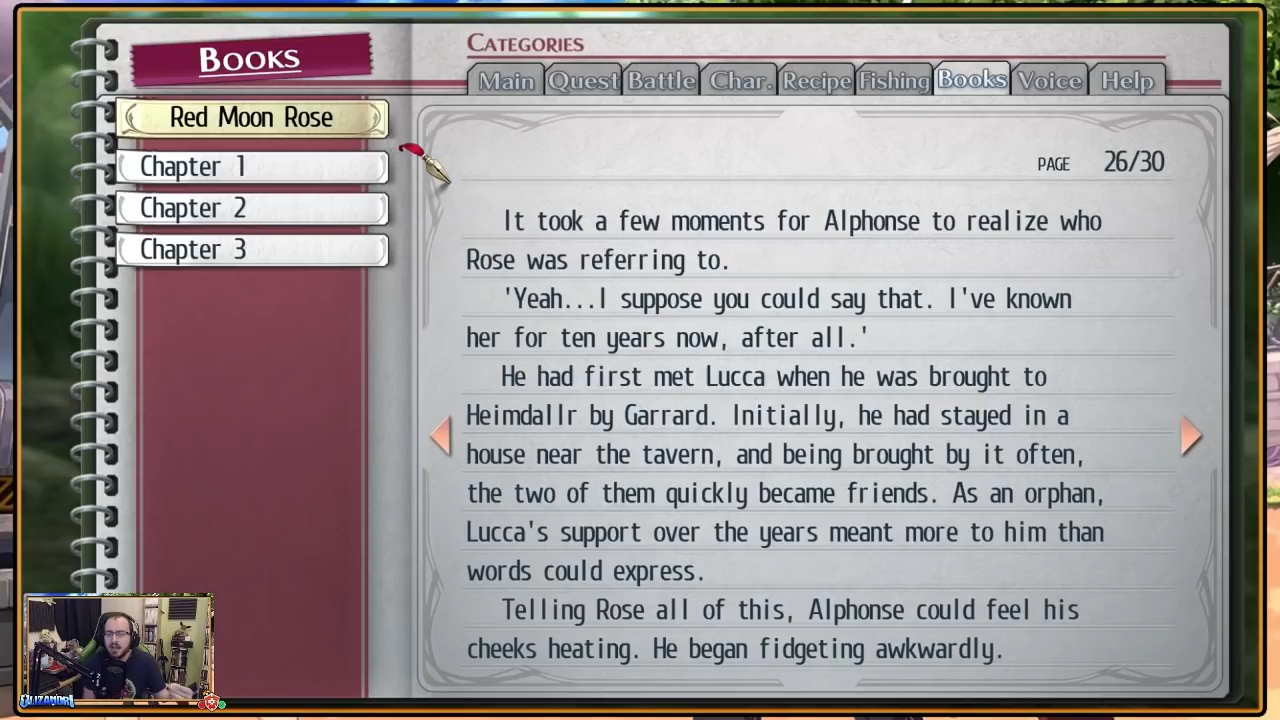 BOOKS
CATEGORIES
Main Quest Battle Char. Recipe Fishing Books Voice Help
Red Moon Rose
Chapter 1
Chapter 2
Chapter 3
PAGE 26/30
It took a few moments for Alphonse to realize who
Rose was referring to.
'Yeah...I suppose you could say that. I've known
her for ten years now, after all.'
He had first met Lucca when he was brought to
Heimdallr by Garrard. Initially, he had stayed in a
house near the tavern, and being brought by it often,
the two of them quickly became friends. As an orphan,
Lucca's support over the years meant more to him than
words could express.
Telling Rose all of this, Alphonse could feel his
cheeks heating. He began fidgeting awkwardly.